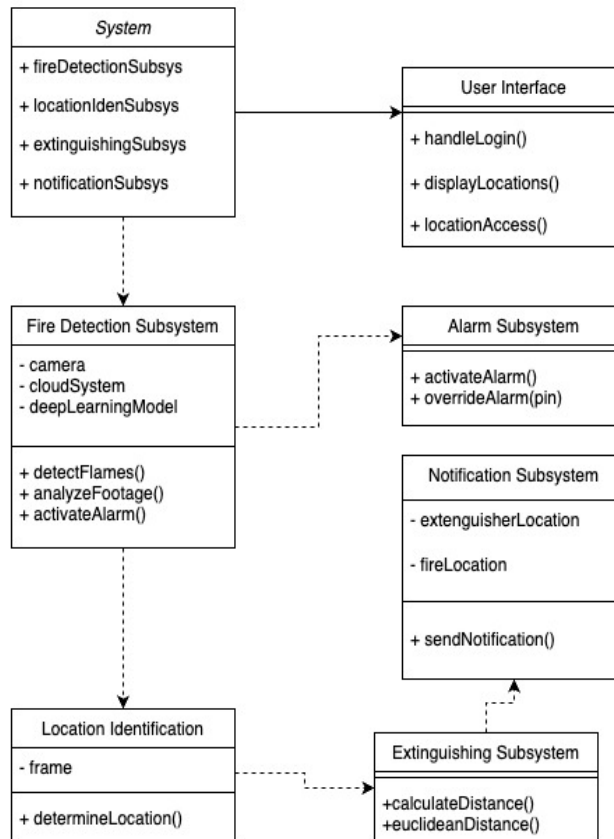 System
+ fireDetectionSubsys
+ locationIdenSubsys
+ extinguishingSubsys
+ notificationSubsys
User Interface
+ handleLogin()
+ displayLocations()
+ locationAccess()
Fire Detection Subsystem
- camera
- cloudSystem
- deepLearningModel
+ detectFlames()
+ analyzeFootage()
+ activateAlarm()
Alarm Subsystem
+ activateAlarm()
+ overrideAlarm(pin)
Notification Subsystem
- extenguisherLocation
- fireLocation
+ sendNotification()
Location Identification
- frame
+ determineLocation()
Extinguishing Subsystem
+calculateDistance()
+euclideanDistance()